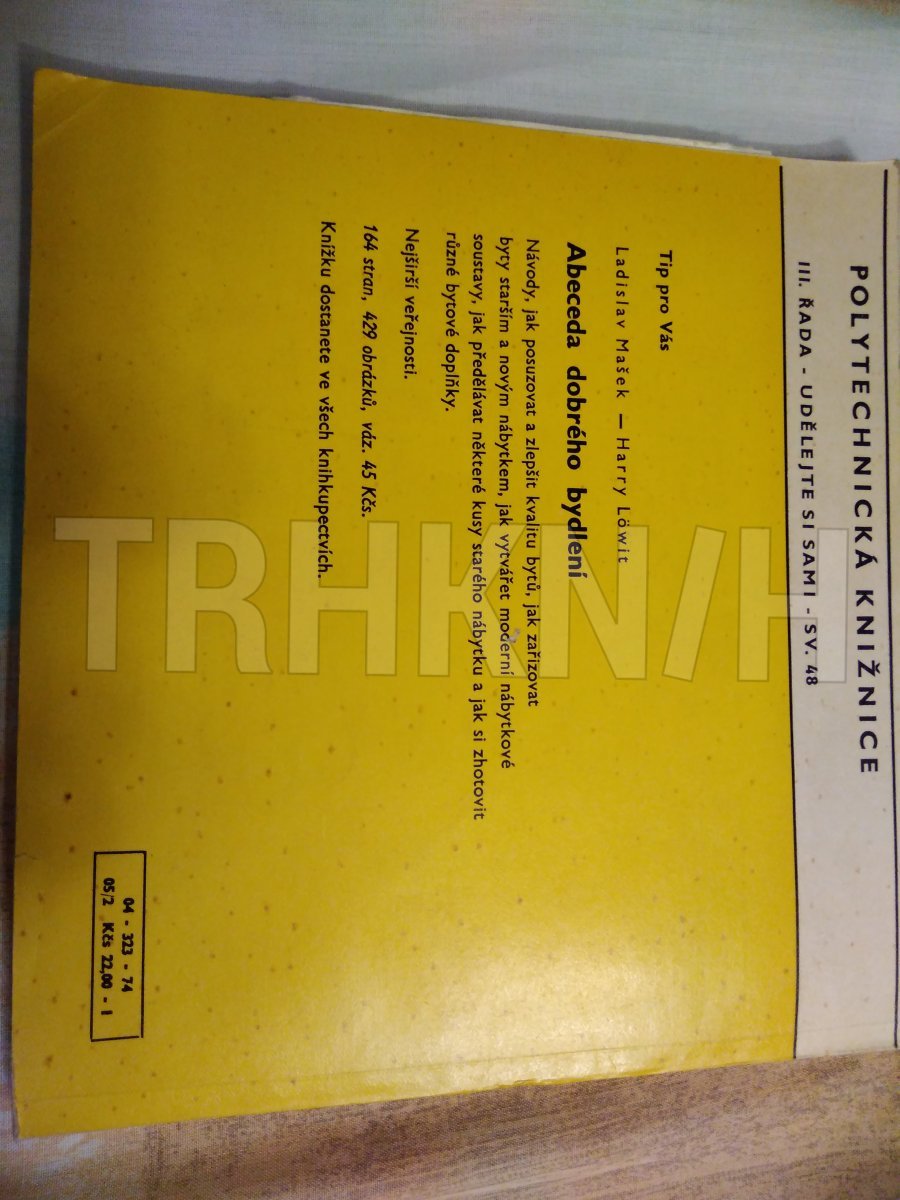 POLYTECHNICKÁ KNIŽNICE
III. ŘADA - UDĚLEJTE SI SAMI - SV. 48
Tip pro Vás
Ladislav Mašek — Harry Löwit
Abeceda dobrého bydlení
Návody, jak posuzovat a zlepšit kvalitu bytů, jak zařizovat
byty starším a novým nábytkem, jak vytvářet moderní nábytkové
soustavy, jak předělávat některé kusy starého nábytku a jak si zhotovit
různé bytové doplňky.
Nejširší veřejnosti.
164 stran, 429 obrázků, váz. 45 Kčs.
Knížku dostanete ve všech knihkupectvích.
04 - 323 - 74
05/2 Kčs 22,00 - I
TRHKNIH